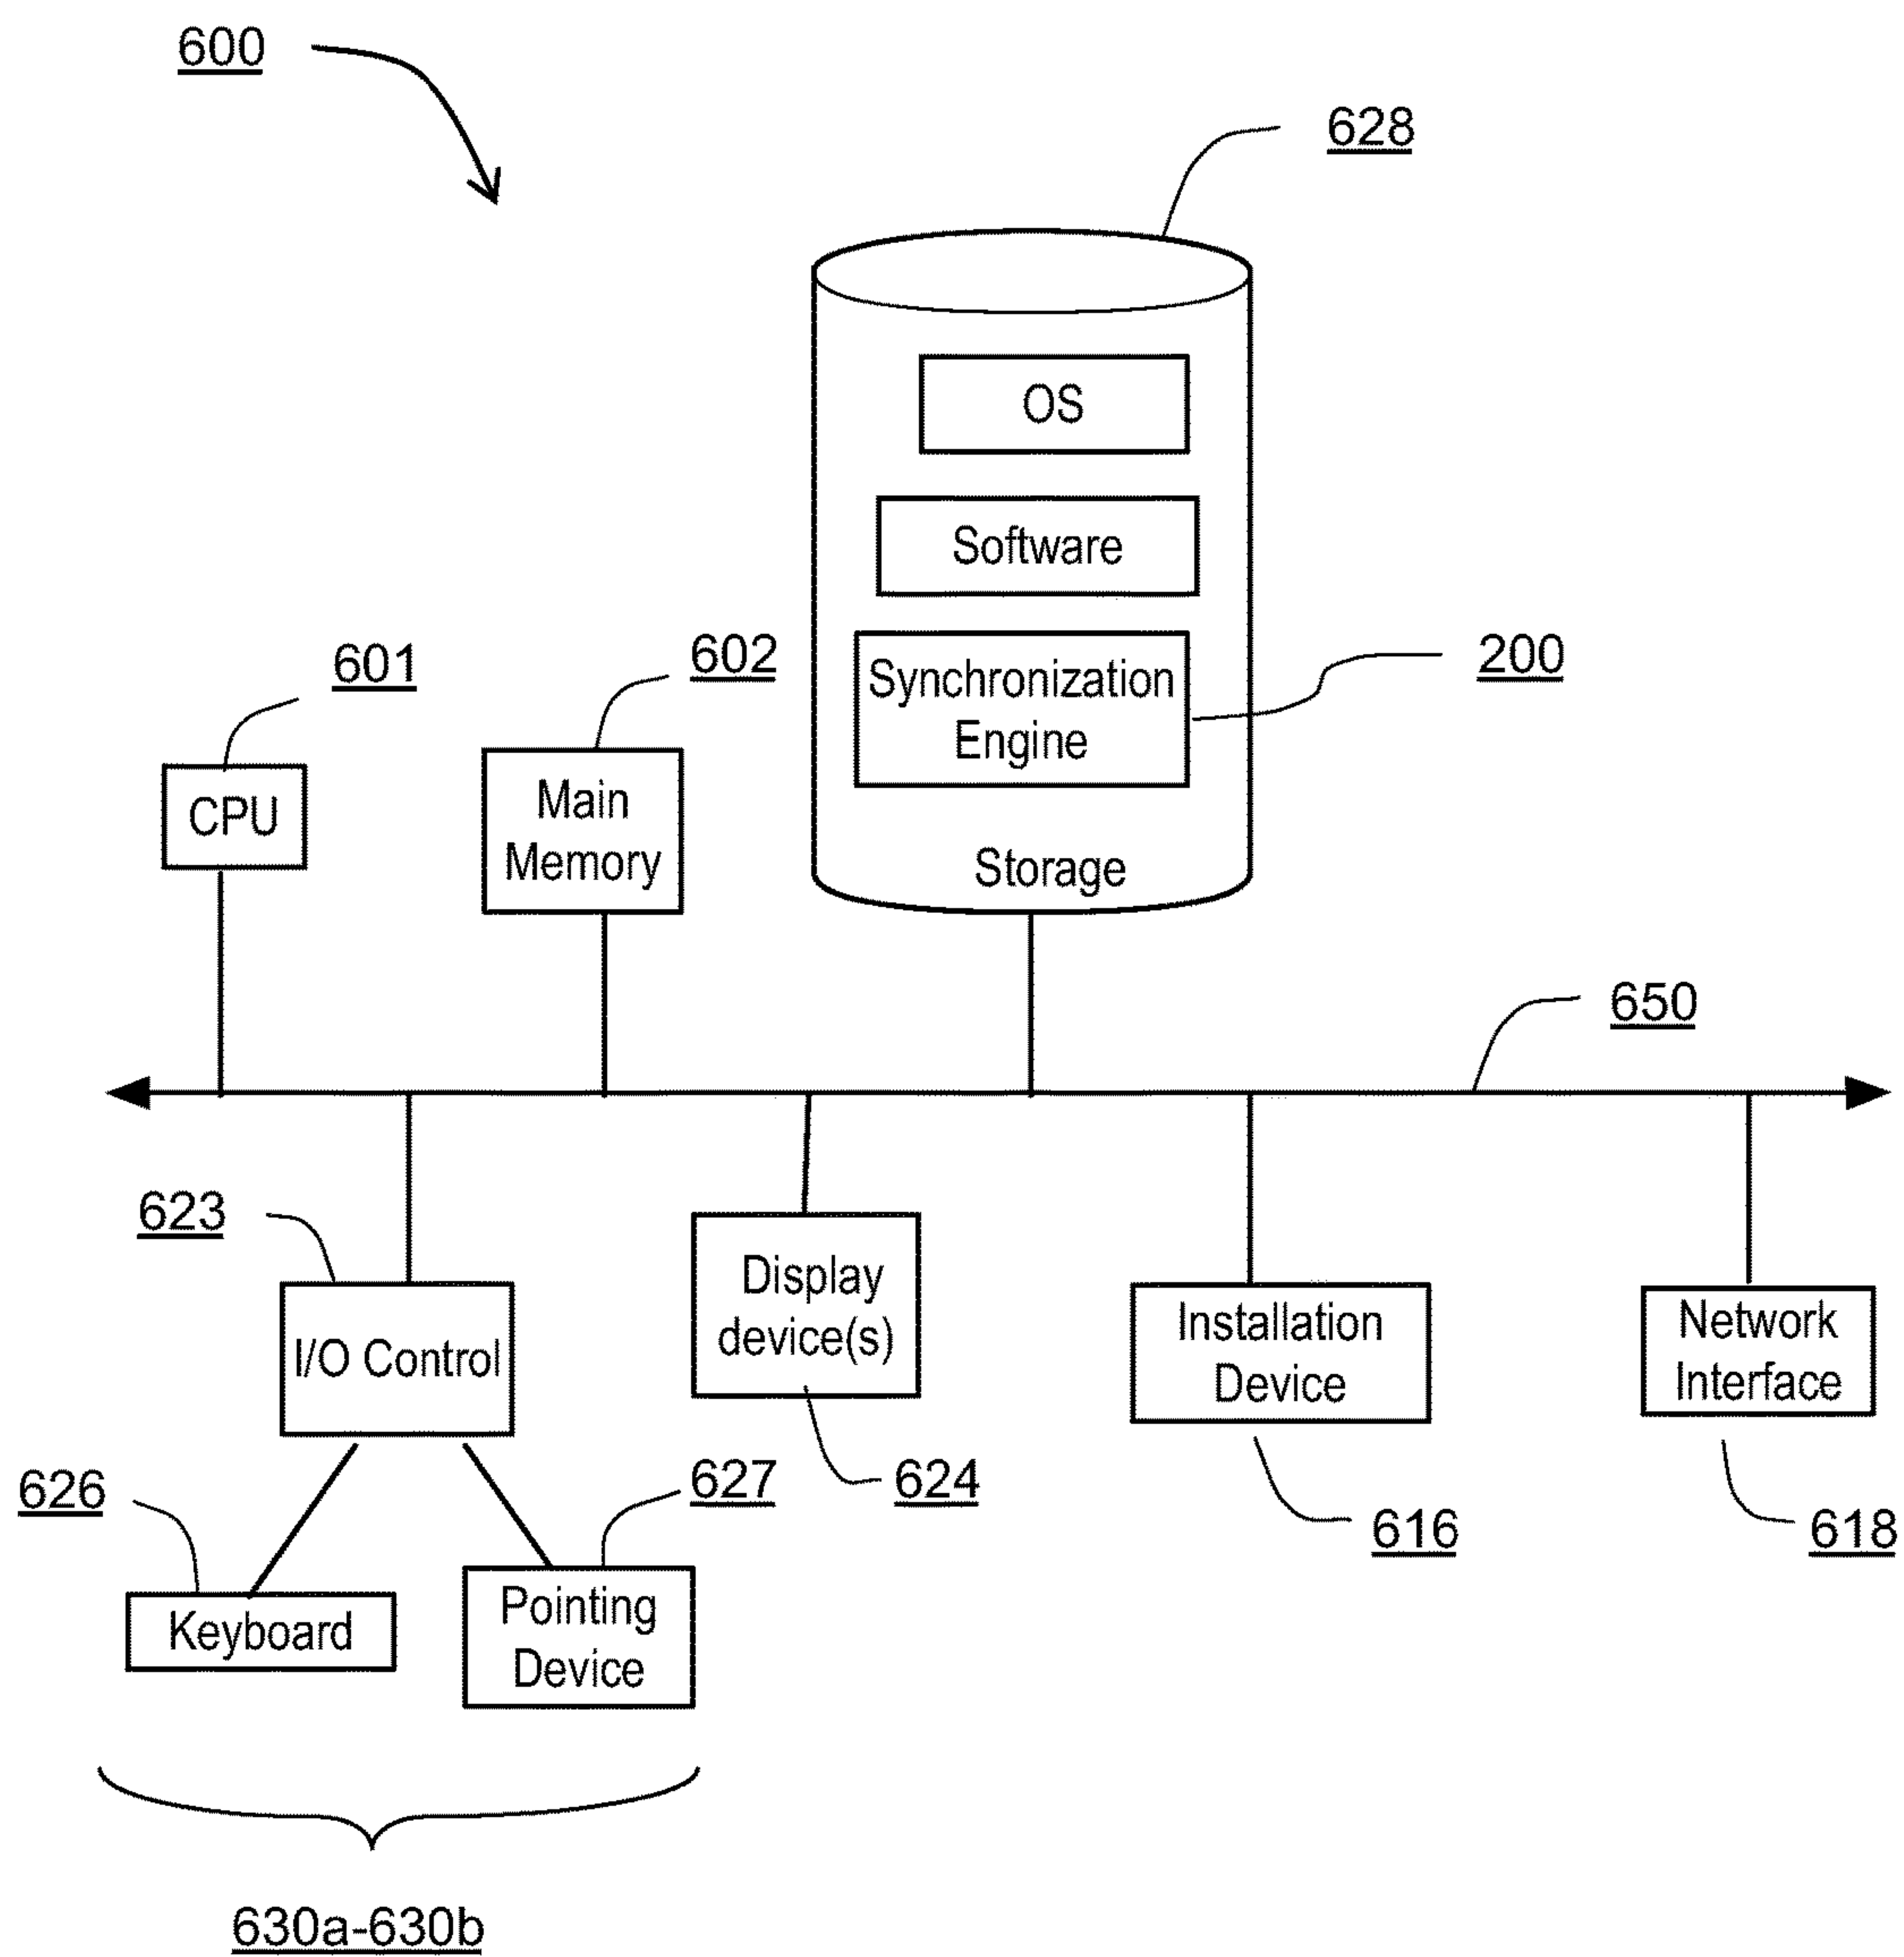 600
628
OS
Software
Synchronization
Engine
200
Storage
601
CPU
602
Main
Memory
650
623
I/O Control
Display
device(s)
624
Installation
Device
616
Network
Interface
618
626
Keyboard
627
Pointing
Device
630a-630b